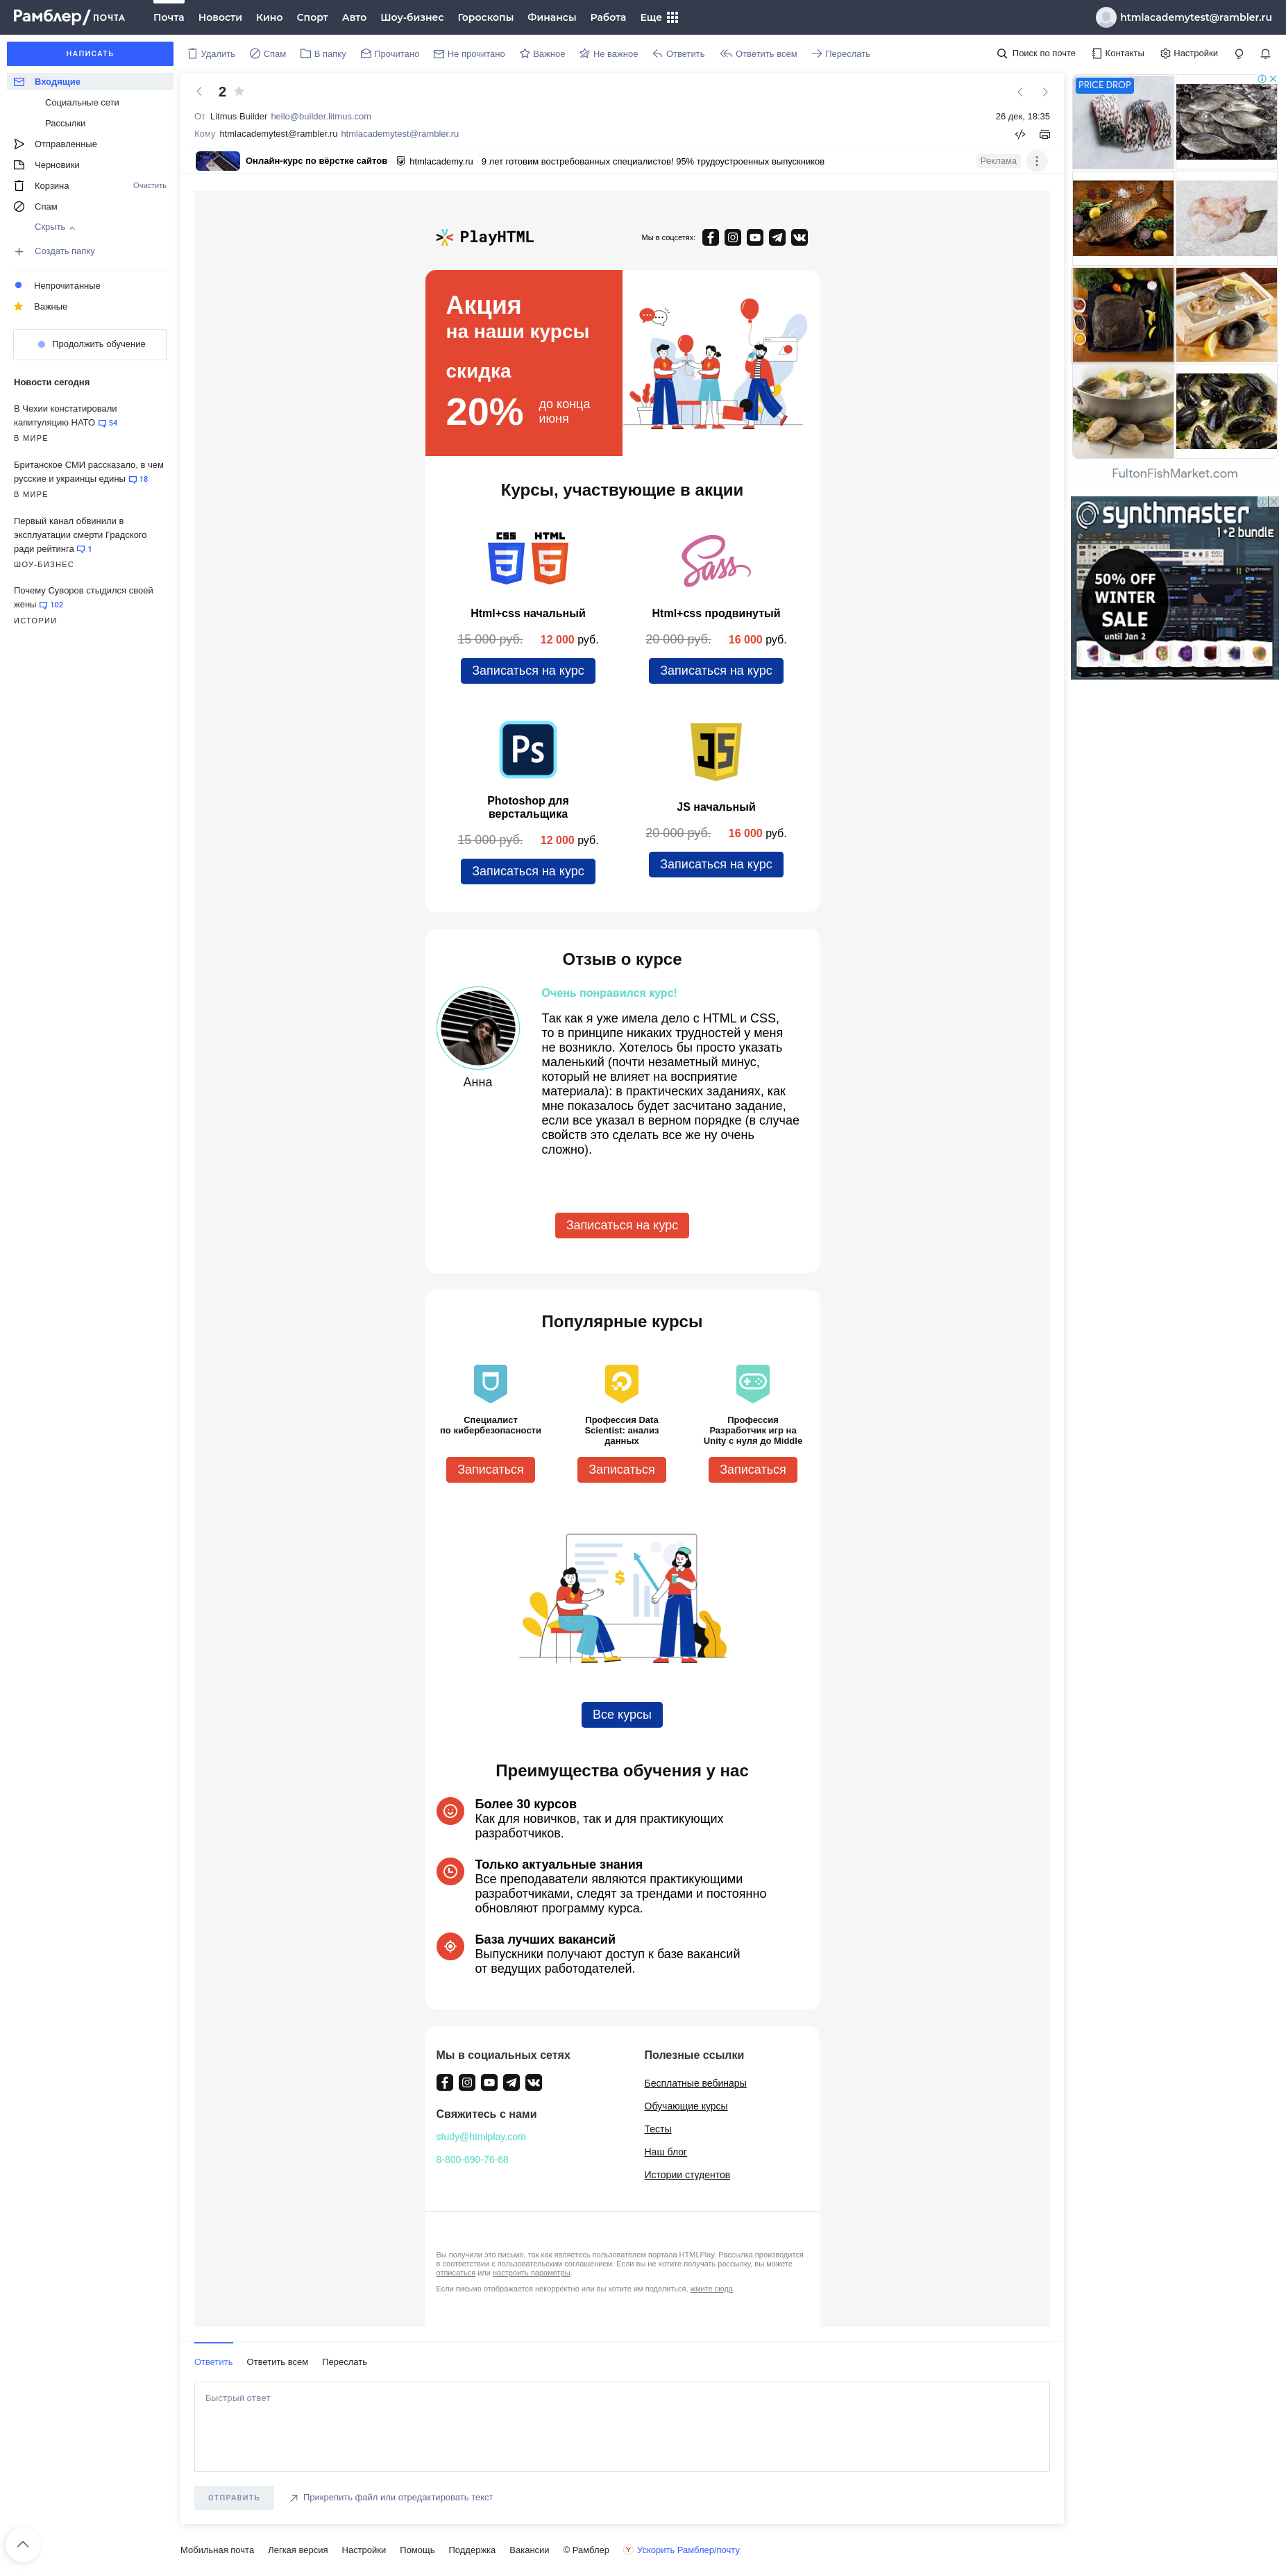 Рамблер/ПОЧТА
Почта Новости Кино Спорт Авто Шоу-бизнес Гороскопы Финансы Работа Еще
htmlacademytest@rambler.ru
НАПИСАТЬ
Удалить Спам В папку Прочитано Не прочитано Важное Не важное Ответить Ответить всем Переслать
Поиск по почте Контакты Настройки
Входящие
Социальные сети
Рассылки
Отправленные
Черновики
Корзина Очистить
Спам
Скрыть
Создать папку
Непрочитанные
Важные
Продолжить обучение
Новости сегодня
В Чехии констатировали
капитуляцию НАТО 54
В МИРЕ
Британское СМИ рассказало, в чем
русские и украинцы едины 18
В МИРЕ
Первый канал обвинили в
эксплуатации смерти Градского
ради рейтинга 1
ШОУ-БИЗНЕС
Почему Суворов стыдился своей
жены 102
ИСТОРИИ
2
От Litmus Builder hello@builder.litmus.com
26 дек, 18:35
Кому htmlacademytest@rambler.ru htmlacademytest@rambler.ru
Онлайн-курс по вёрстке сайтов htmlacademy.ru 9 лет готовим востребованных специалистов! 95% трудоустроенных выпускников
Реклама
PlayHTML
Мы в соцсетях:
Акция
на наши курсы
скидка
20% до конца
июня
Курсы, участвующие в акции
CSS HTML
3 5
Sass
Html+css начальный
15 000 руб. 12 000 руб.
Записаться на курс
Html+css продвинутый
20 000 руб. 16 000 руб.
Записаться на курс
Ps
Photoshop для
верстальщика
15 000 руб. 12 000 руб.
Записаться на курс
JS
JS начальный
20 000 руб. 16 000 руб.
Записаться на курс
Отзыв о курсе
Анна
Очень понравился курс!
Так как я уже имела дело с HTML и CSS,
то в принципе никаких трудностей у меня
не возникло. Хотелось бы просто указать
маленький (почти незаметный минус,
который не влияет на восприятие
материала): в практических заданиях, как
мне показалось будет засчитано задание,
если все указал в верном порядке (в случае
свойств это сделать все же ну очень
сложно).
Записаться на курс
Популярные курсы
Специалист
по кибербезопасности
Записаться
Профессия Data
Scientist: анализ
данных
Записаться
Профессия
Разработчик игр на
Unity с нуля до Middle
Записаться
$
Все курсы
Преимущества обучения у нас
Более 30 курсов
Как для новичков, так и для практикующих
разработчиков.
Только актуальные знания
Все преподаватели являются практикующими
разработчиками, следят за трендами и постоянно
обновляют программу курса.
База лучших вакансий
Выпускники получают доступ к базе вакансий
от ведущих работодателей.
Мы в социальных сетях
Свяжитесь с нами
study@htmlplay.com
8-800-690-76-68
Полезные ссылки
Бесплатные вебинары
Обучающие курсы
Тесты
Наш блог
Истории студентов
Вы получили это письмо, так как являетесь пользователем портала HTMLPlay. Рассылка производится
в соответствии с пользовательским соглашением. Если вы не хотите получать рассылку, вы можете
отписаться или настроить параметры.
Если письмо отображается некорректно или вы хотите им поделиться, жмите сюда.
Ответить Ответить всем Переслать
Быстрый ответ
ОТПРАВИТЬ
Прикрепить файл или отредактировать текст
Мобильная почта Легкая версия Настройки Помощь Поддержка Вакансии © Рамблер Ускорить Рамблер/почту
PRICE DROP
FultonFishMarket.com
synthmaster
1+2 bundle
50% OFF
WINTER
SALE
until Jan 2